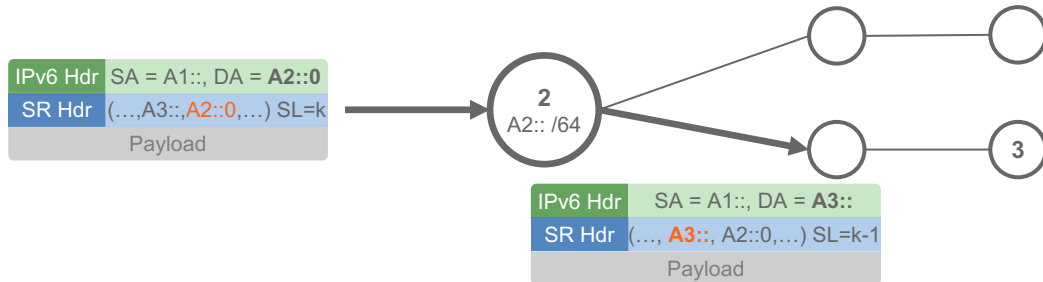 IPv6 Hdr SA = A1::, DA = A2::0
SR Hdr (…,A3::,A2::0,…) SL=k
Payload
2
A2:: /64
3
IPv6 Hdr SA = A1::, DA = A3::
SR Hdr (…, A3::, A2::0,…) SL=k-1
Payload